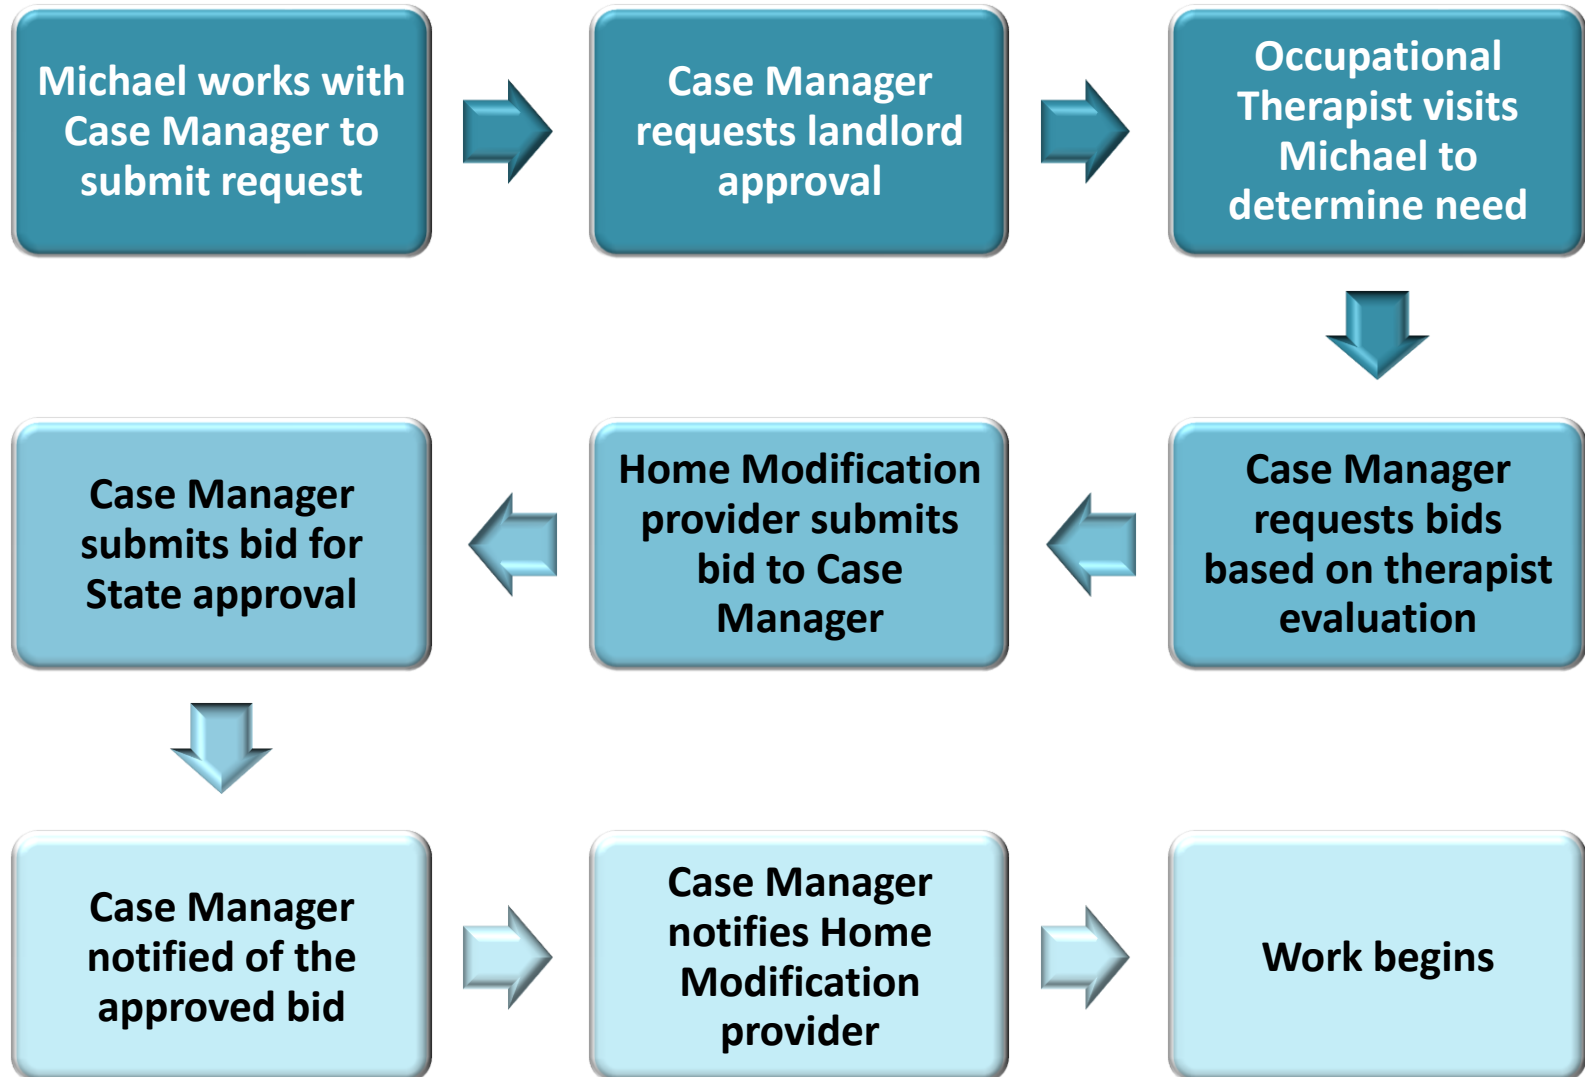 Michael works with
Case Manager to
submit request
Case Manager
requests landlord
approval
Occupational
Therapist visits
Michael to
determine need
Case Manager
requests bids
based on therapist
evaluation
Home Modification
provider submits
bid to Case
Manager
Case Manager
submits bid for
State approval
Case Manager
notified of the
approved bid
Case Manager
notifies Home
Modification
provider
Work begins